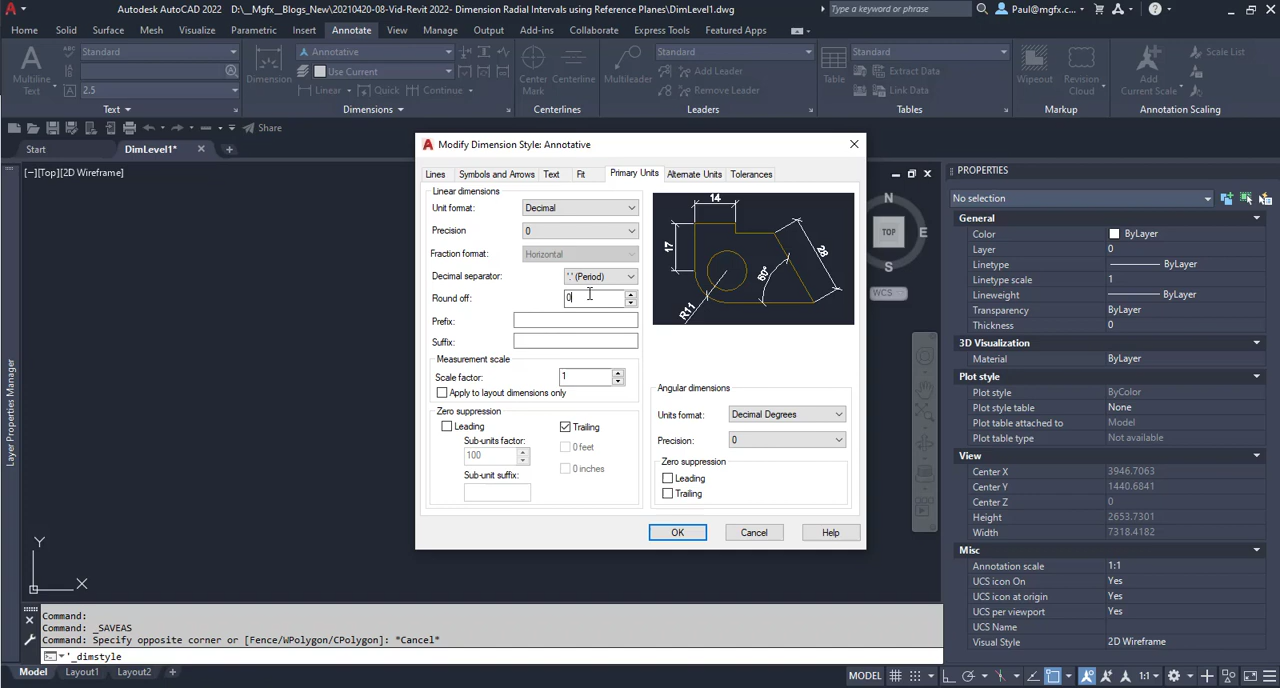 Autodesk AutoCAD 2022 D:\__Mgfx__Blogs_New\20210420-08-Vid-Revit 2022- Dimension Radial Intervals using Reference Planes\DimLevel1.dwg
Type a keyword or phrase
Paul@mgfx.c...
Home Solid Surface Mesh Visualize Parametric Insert Annotate View Manage Output Add-ins Collaborate Express Tools Featured Apps
Multiline Text
Standard
2.5
Text
Dimension
Annotative
Use Current
Linear Quick Continue
Dimensions
Center Mark
Centerline
Centerlines
Multileader
Standard
Add Leader
Remove Leader
Leaders
Table
Standard
Extract Data
Link Data
Tables
Wipeout
Revision Cloud
Markup
Add Current Scale
Scale List
Annotation Scaling
Share
Start DimLevel1*
[−][Top][2D Wireframe]
Layer Properties Manager
Modify Dimension Style: Annotative
Lines Symbols and Arrows Text Fit Primary Units Alternate Units Tolerances
Linear dimensions
Unit format: Decimal
Precision 0
Fraction format: Horizontal
Decimal separator: '.' (Period)
Round off: 0
Prefix:
Suffix:
Measurement scale
Scale factor: 1
Apply to layout dimensions only
Zero suppression
Leading
Trailing
Sub-units factor:
100
0 feet
0 inches
Sub-unit suffix:
14
17
28
60°
R11
Angular dimensions
Units format: Decimal Degrees
Precision: 0
Zero suppression
Leading
Trailing
OK Cancel Help
N
TOP E
S
WCS
PROPERTIES
No selection
General
Color ByLayer
Layer 0
Linetype ByLayer
Linetype scale 1
Lineweight ByLayer
Transparency ByLayer
Thickness 0
3D Visualization
Material ByLayer
Plot style
Plot style ByColor
Plot style table None
Plot table attached to Model
Plot table type Not available
View
Center X 3946.7063
Center Y 1440.6841
Center Z 0
Height 2653.7301
Width 7318.4182
Misc
Annotation scale 1:1
UCS icon On Yes
UCS icon at origin Yes
UCS per viewport Yes
UCS Name
Visual Style 2D Wireframe
Y
X
Command:
Command: _SAVEAS
Command: Specify opposite corner or [Fence/WPolygon/CPolygon]: *Cancel*
'_dimstyle
Model Layout1 Layout2 +
MODEL
1:1